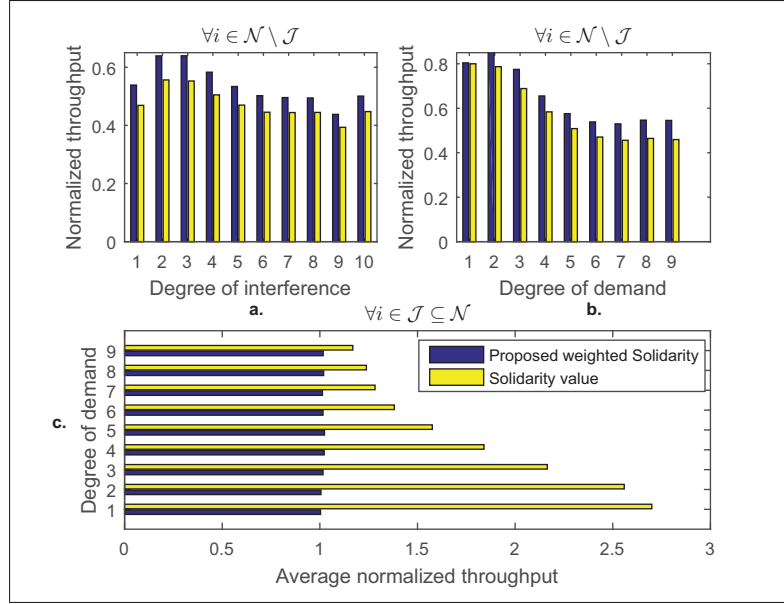 ∀i ∈ 𝒩 \ 𝒥
Normalized throughput
0.6
0.4
0.2
0
1 2 3 4 5 6 7 8 9 10
Degree of interference
a.
∀i ∈ 𝒩 \ 𝒥
Normalized throughput
0.8
0.6
0.4
0.2
0
1 2 3 4 5 6 7 8 9
Degree of demand
b.
∀i ∈ 𝒥 ⊆ 𝒩
c.
Degree of demand
9
8
7
6
5
4
3
2
1
Proposed weighted Solidarity
Solidarity value
0 0.5 1 1.5 2 2.5 3
Average normalized throughput